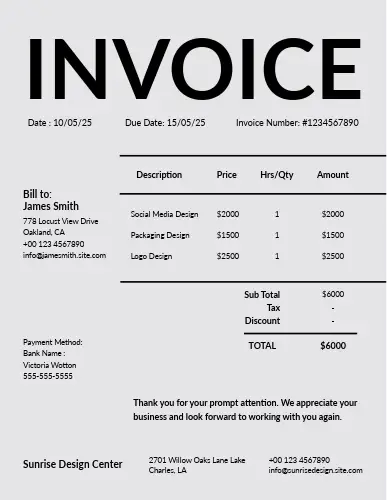 INVOICE
Date : 10/05/25 Due Date: 15/05/25 Invoice Number: #1234567890
Description Price Hrs/Qty Amount
Bill to:
James Smith
778 Locust View Drive
Oakland, CA
+00 123 4567890
info@jamesmith.site.com
Social Media Design $2000 1 $2000
Packaging Design $1500 1 $1500
Logo Design $2500 1 $2500
Sub Total $6000
Tax -
Discount -
TOTAL $6000
Payment Method:
Bank Name :
Victoria Wotton
555-555-5555
Thank you for your prompt attention. We appreciate your
business and look forward to working with you again.
Sunrise Design Center
2701 Willow Oaks Lane Lake
Charles, LA
+00 123 4567890
info@sunrisedesign.site.com